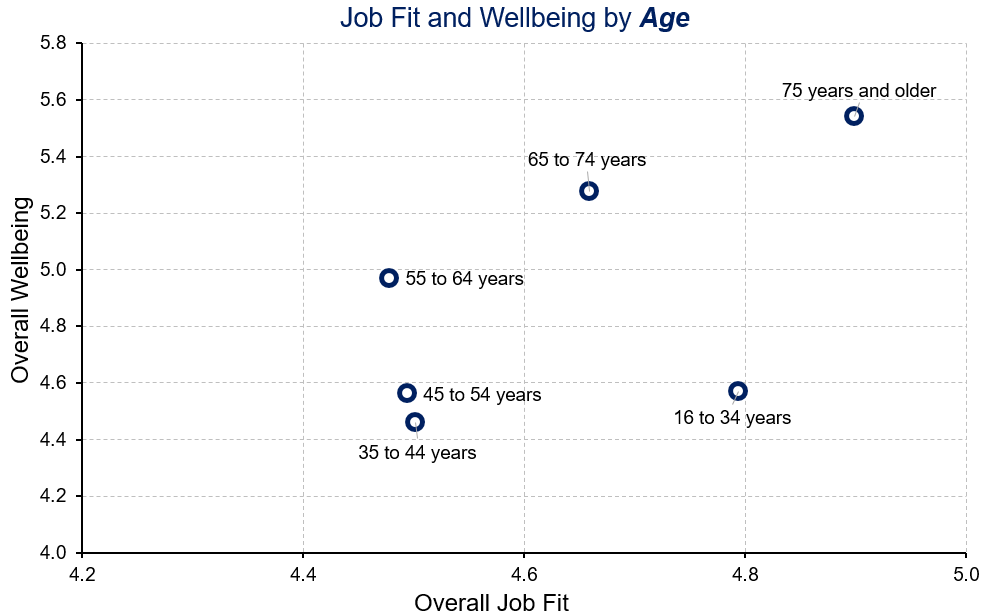 Job Fit and Wellbeing by Age
5.8
5.6
5.4
5.2
5.0
4.8
4.6
4.4
4.2
4.0
Overall Wellbeing
75 years and older
65 to 74 years
55 to 64 years
45 to 54 years
16 to 34 years
35 to 44 years
4.2
4.4
4.6
4.8
5.0
Overall Job Fit